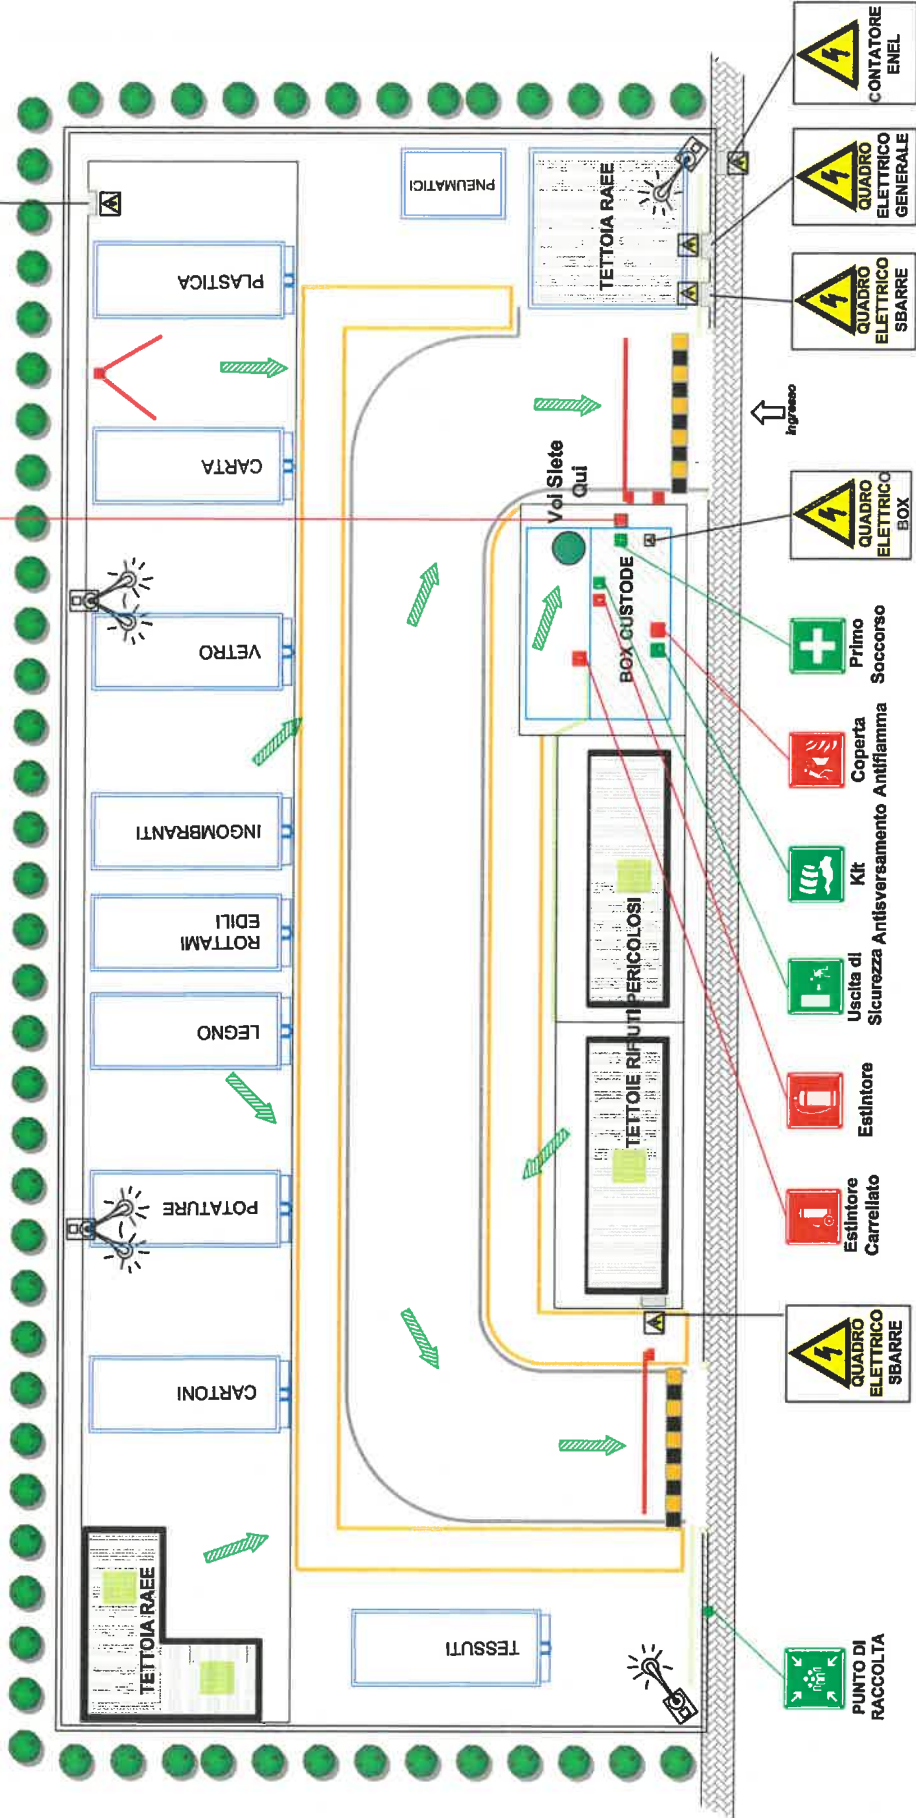 TETTOIA RAEE
CARTONI
POTATURE
LEGNO
ROTTAMI
EDILI
INGOMBRANTI
VETRO
CARTA
PLASTICA
PNEUMATICI
TESSUTI
TETTOIE RIFIUTI PERICOLOSI
BOX CUSTODE
Voi Siete
Qui
TETTOIA RAEE
Ingresso
PUNTO DI
RACCOLTA
QUADRO
ELETTRICO
SBARRE
Estintore
Carrellato
Estintore
Uscita di
Sicurezza
Kit
Antisversamento
Coperta
Antifiamma
Primo
Soccorso
QUADRO
ELETTRICO
BOX
QUADRO
ELETTRICO
SBARRE
QUADRO
ELETTRICO
GENERALE
CONTATORE
ENEL